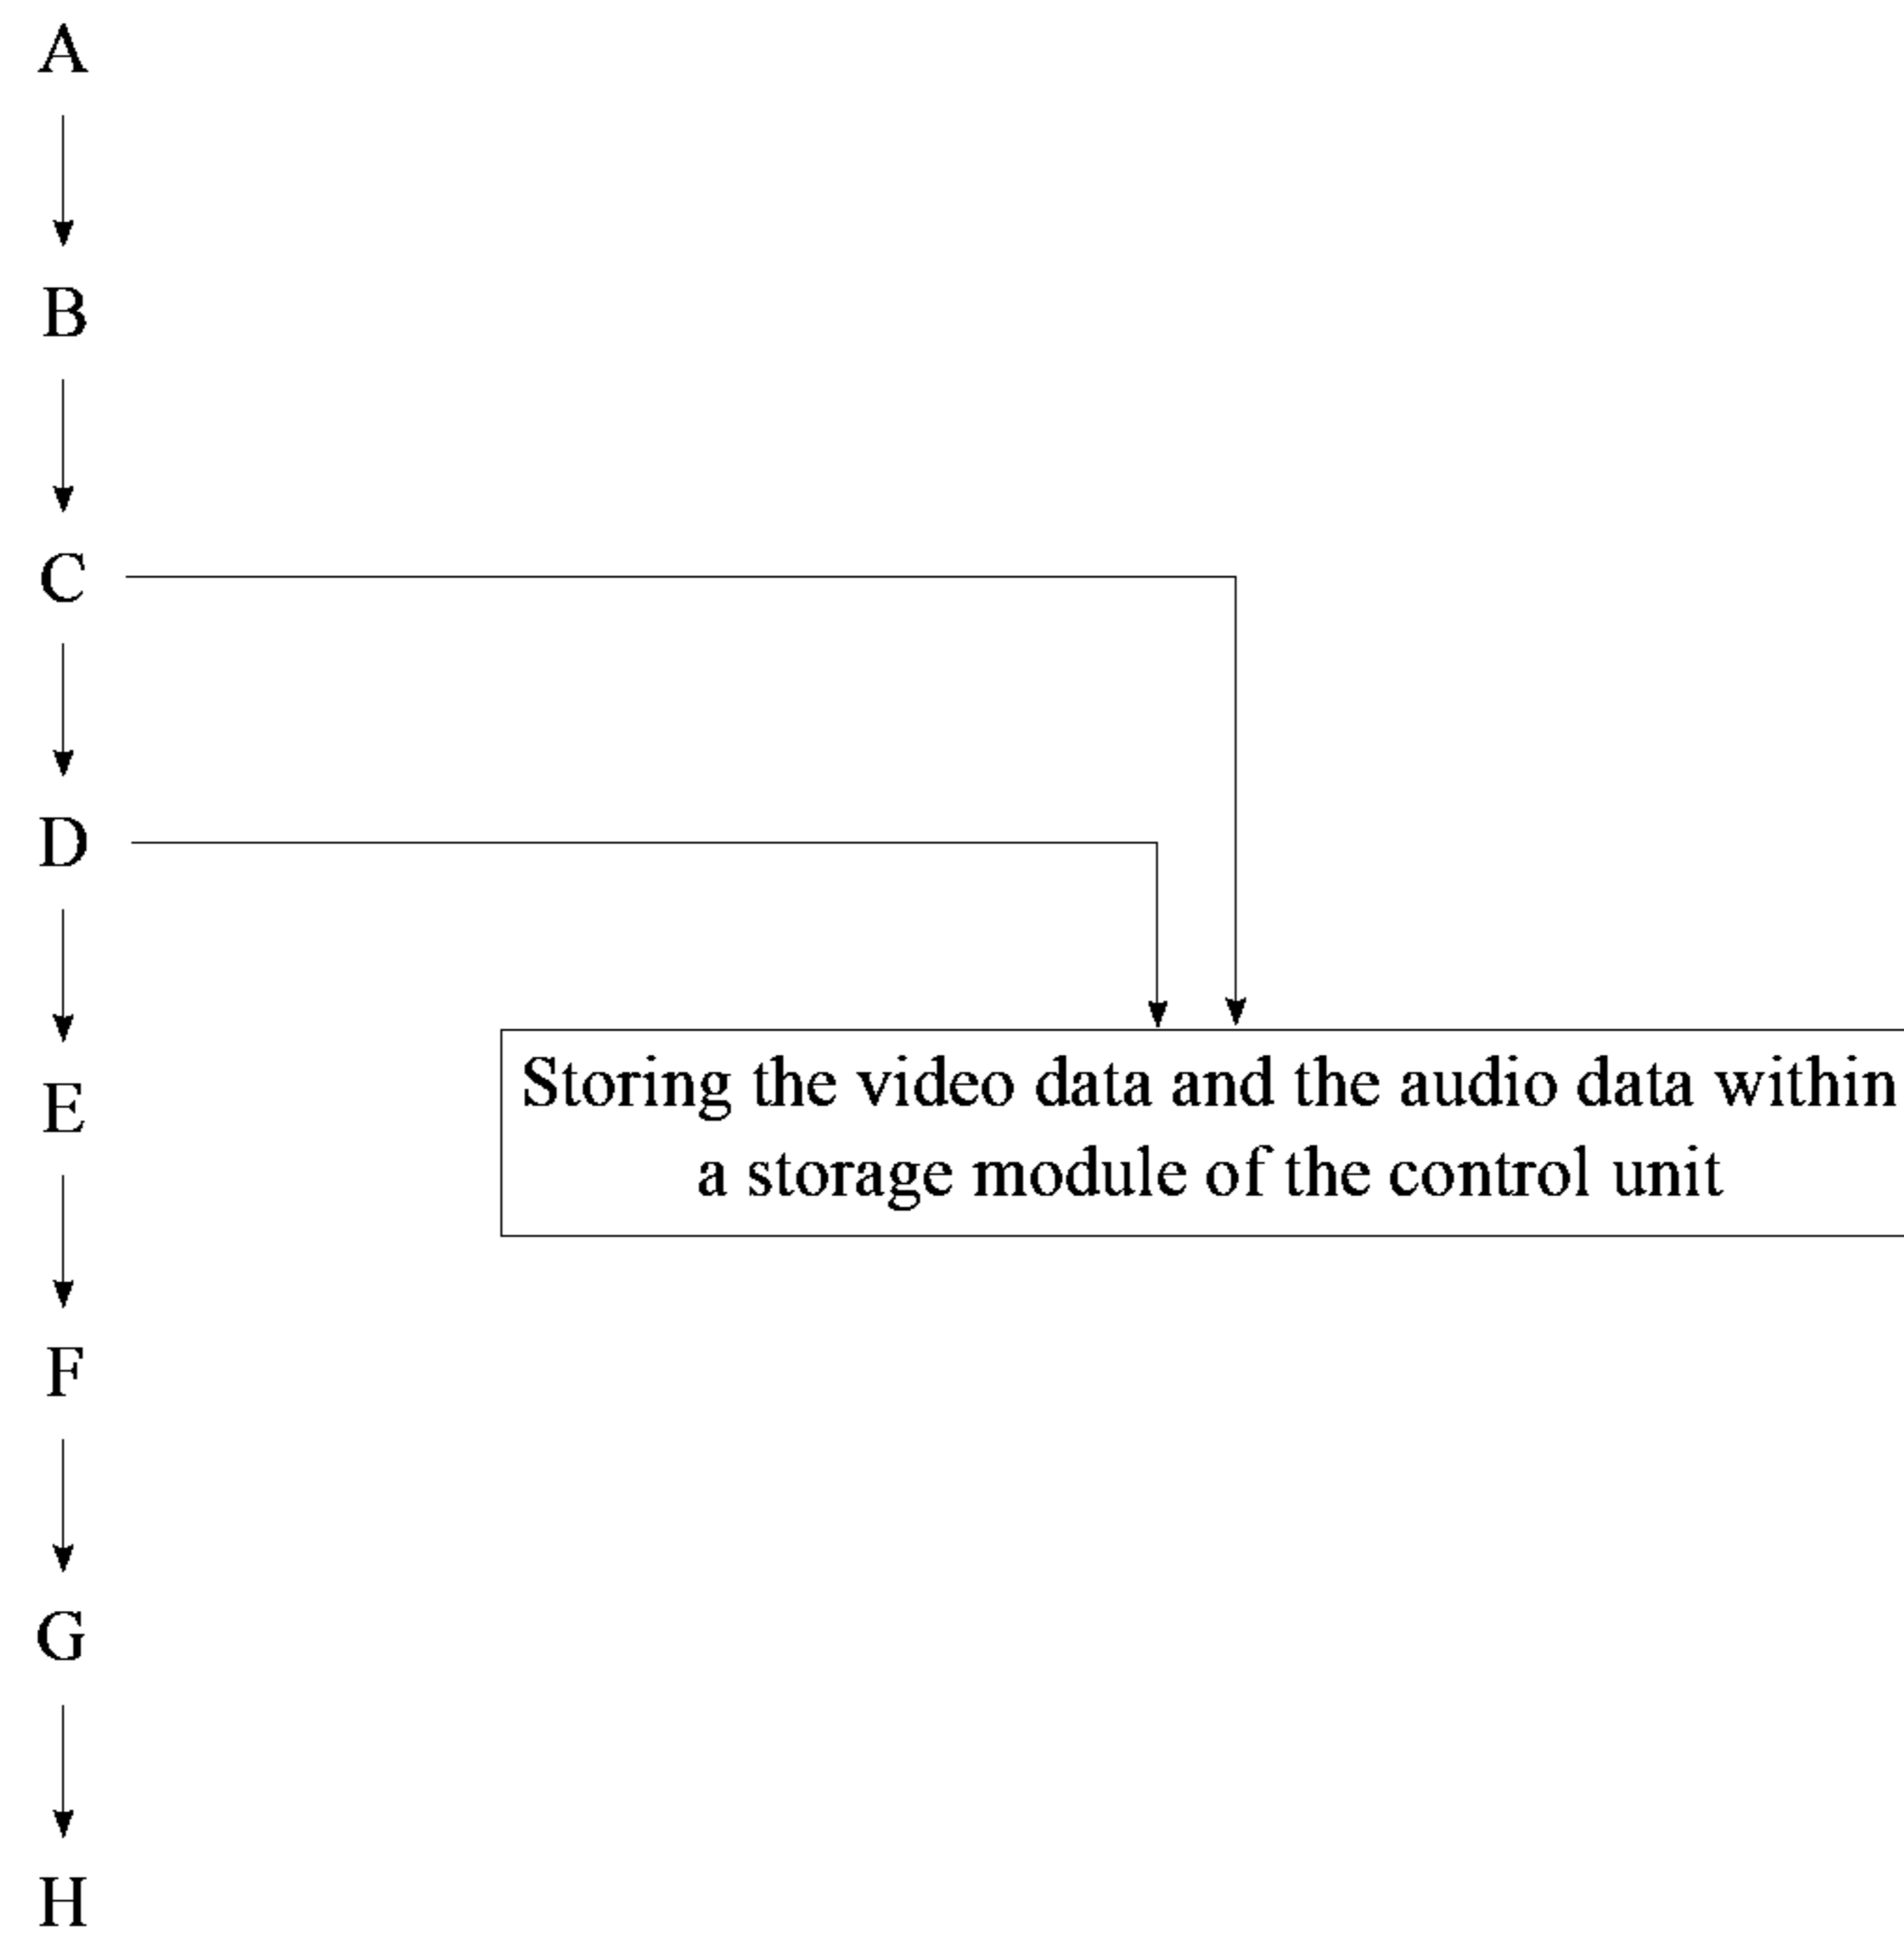 A
B
C
D
E
Storing the video data and the audio data within
a storage module of the control unit
F
G
H